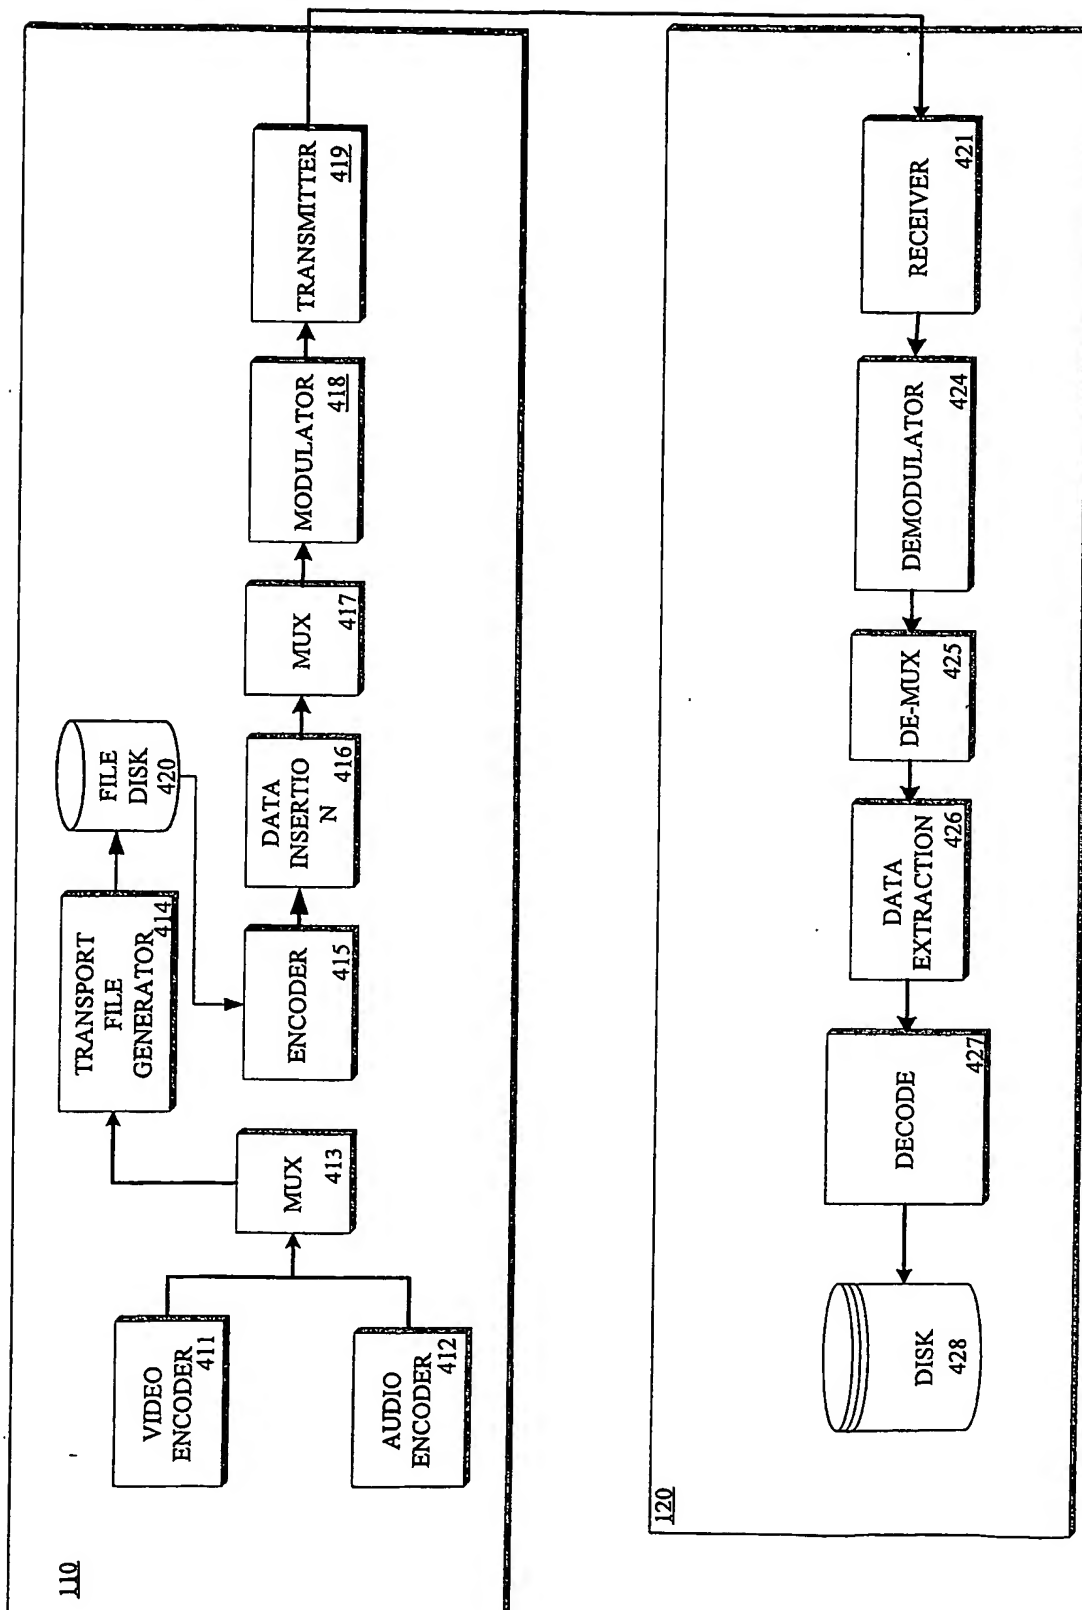 110
VIDEO
ENCODER
411
AUDIO
ENCODER
412
MUX
413
TRANSPORT
FILE
GENERATOR
414
FILE
DISK
420
ENCODER
415
DATA
INSERTIO
N
416
MUX
417
MODULATOR
418
TRANSMITTER
419
120
RECEIVER
421
DEMODULATOR
424
DE-MUX
425
DATA
EXTRACTION
426
DECODE
427
DISK
428